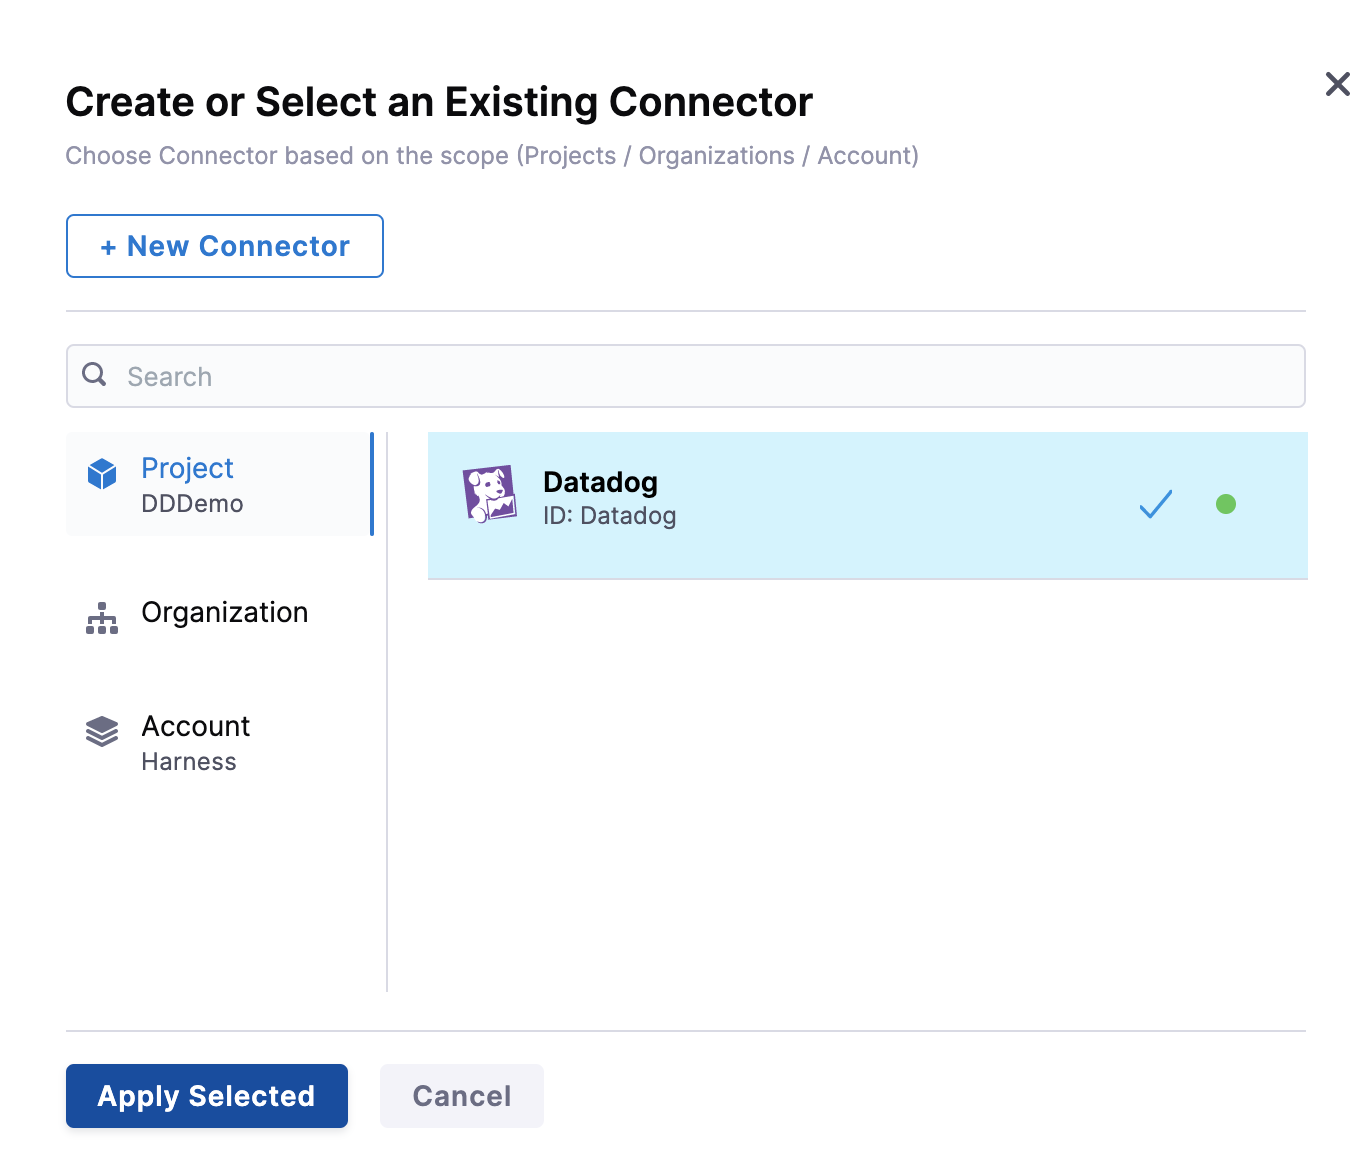 Create or Select an Existing Connector
Choose Connector based on the scope (Projects / Organizations / Account)
+ New Connector
Search
Project
DDDemo
Organization
Account
Harness
Datadog
ID: Datadog
Apply Selected
Cancel